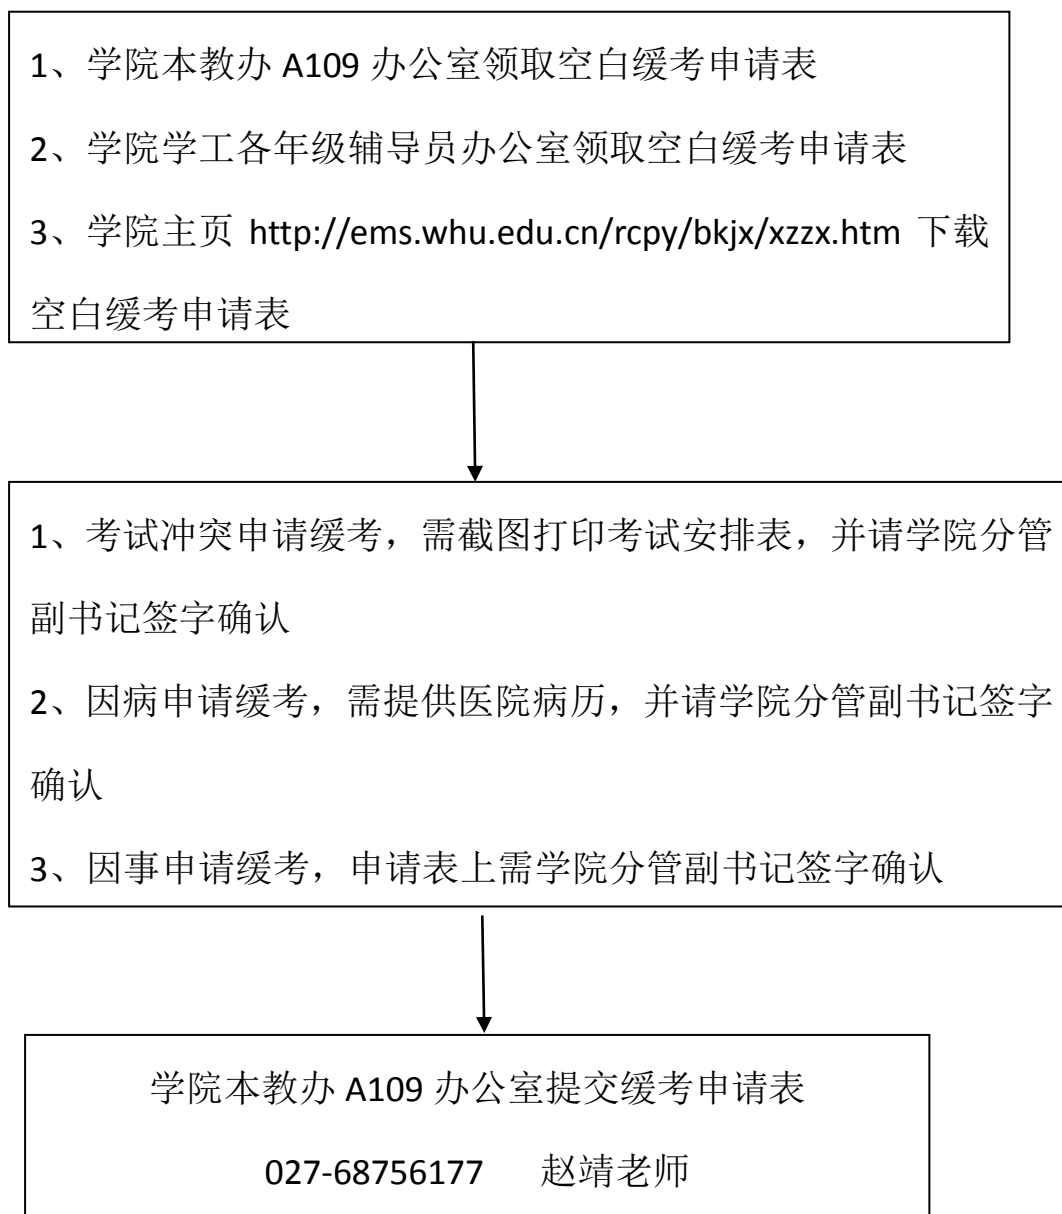 1、学院本教办 A109 办公室领取空白缓考申请表
2、学院学工各年级辅导员办公室领取空白缓考申请表
3、学院主页 http://ems.whu.edu.cn/rcpy/bkjx/xzzx.htm 下载
空白缓考申请表
1、考试冲突申请缓考，需截图打印考试安排表，并请学院分管
副书记签字确认
2、因病申请缓考，需提供医院病历，并请学院分管副书记签字
确认
3、因事申请缓考，申请表上需学院分管副书记签字确认
学院本教办 A109 办公室提交缓考申请表
027-68756177 赵靖老师